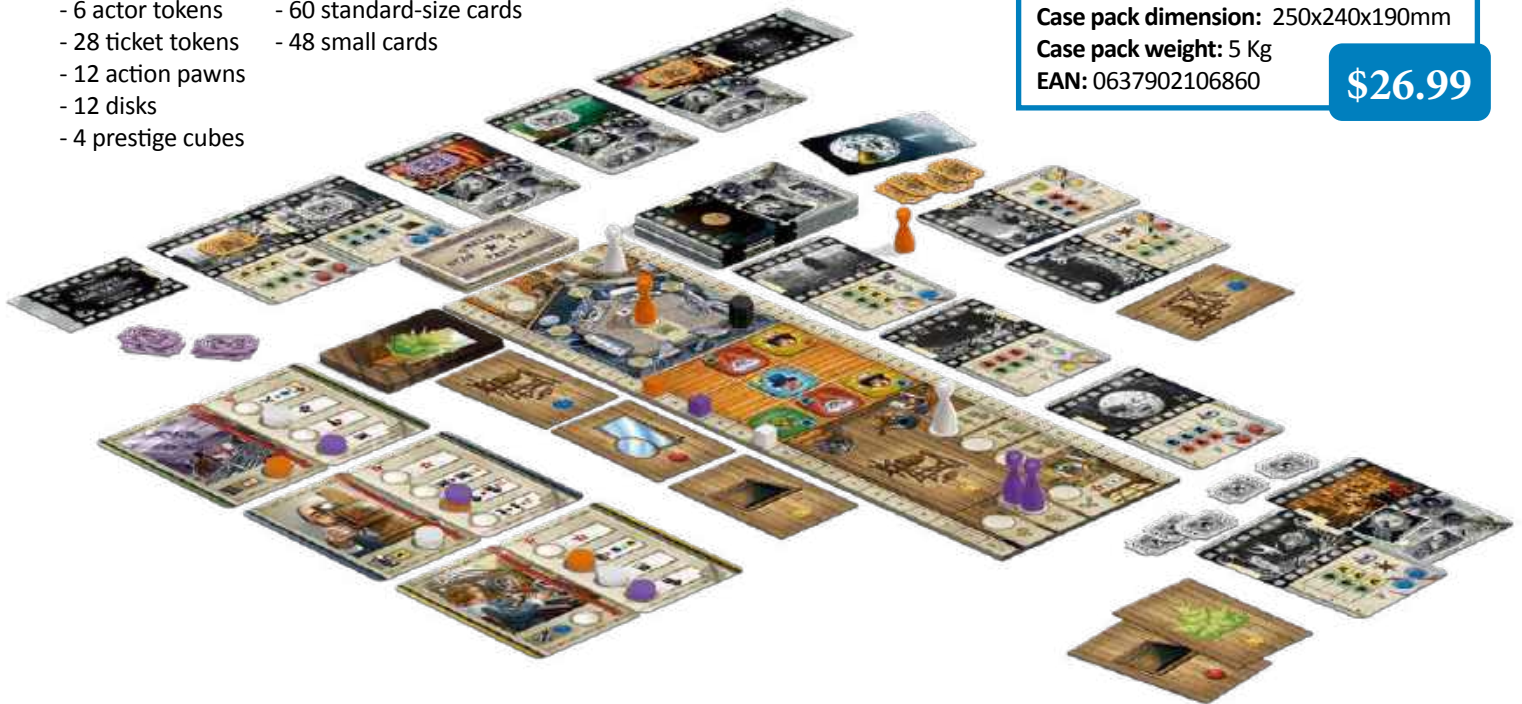 - 6 actor tokens
- 28 ticket tokens
- 12 action pawns
- 12 disks
- 4 prestige cubes
- 60 standard-size cards
- 48 small cards
Case pack dimension: 250x240x190mm
Case pack weight: 5 Kg
EAN: 0637902106860
$26.99